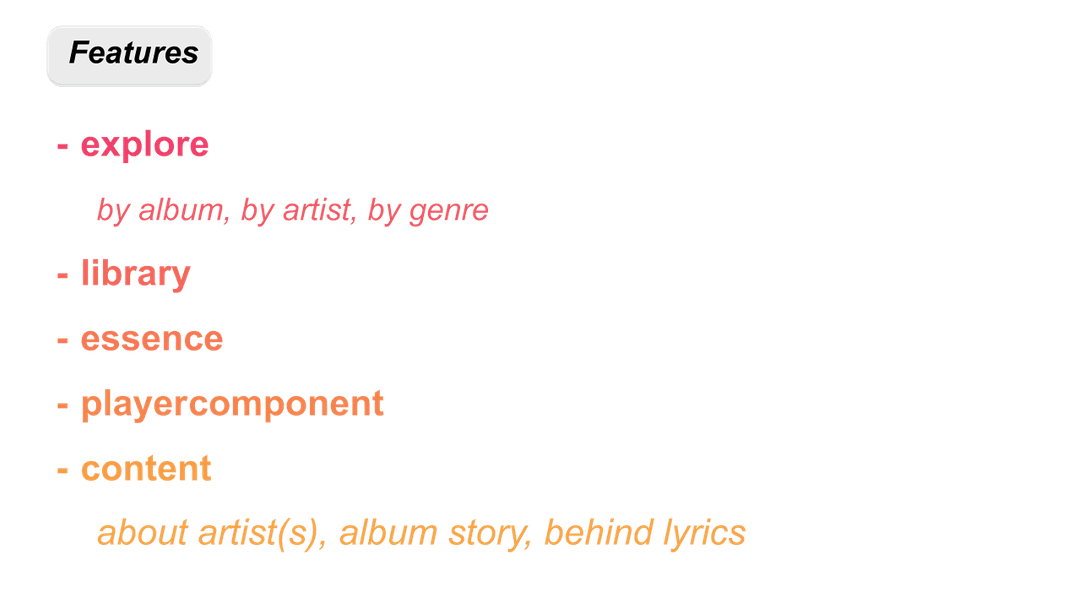 Features
- explore
by album, by artist, by genre
- library
- essence
- playercomponent
- content
about artist(s), album story, behind lyrics